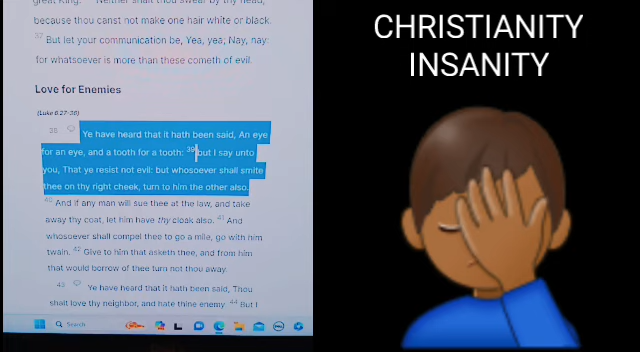 great King. Neither shalt thou swear by thy head,
because thou canst not make one hair white or black.
37 But let your communication be, Yea, yea; Nay, nay:
for whatsoever is more than these cometh of evil.
Love for Enemies
(Luke 6:27-36)
38 Ye have heard that it hath been said, An eye
for an eye, and a tooth for a tooth: 39 but I say unto
you, That ye resist not evil: but whosoever shall smite
thee on thy right cheek, turn to him the other also.
40 And if any man will sue thee at the law, and take
away thy coat, let him have thy cloak also. 41 And
whosoever shall compel thee to go a mile, go with him
twain. 42 Give to him that asketh thee, and from him
that would borrow of thee turn not thou away.
43 Ye have heard that it hath been said, Thou
shalt love thy neighbor, and hate thine enemy. 44 But I
Search
CHRISTIANITY
INSANITY